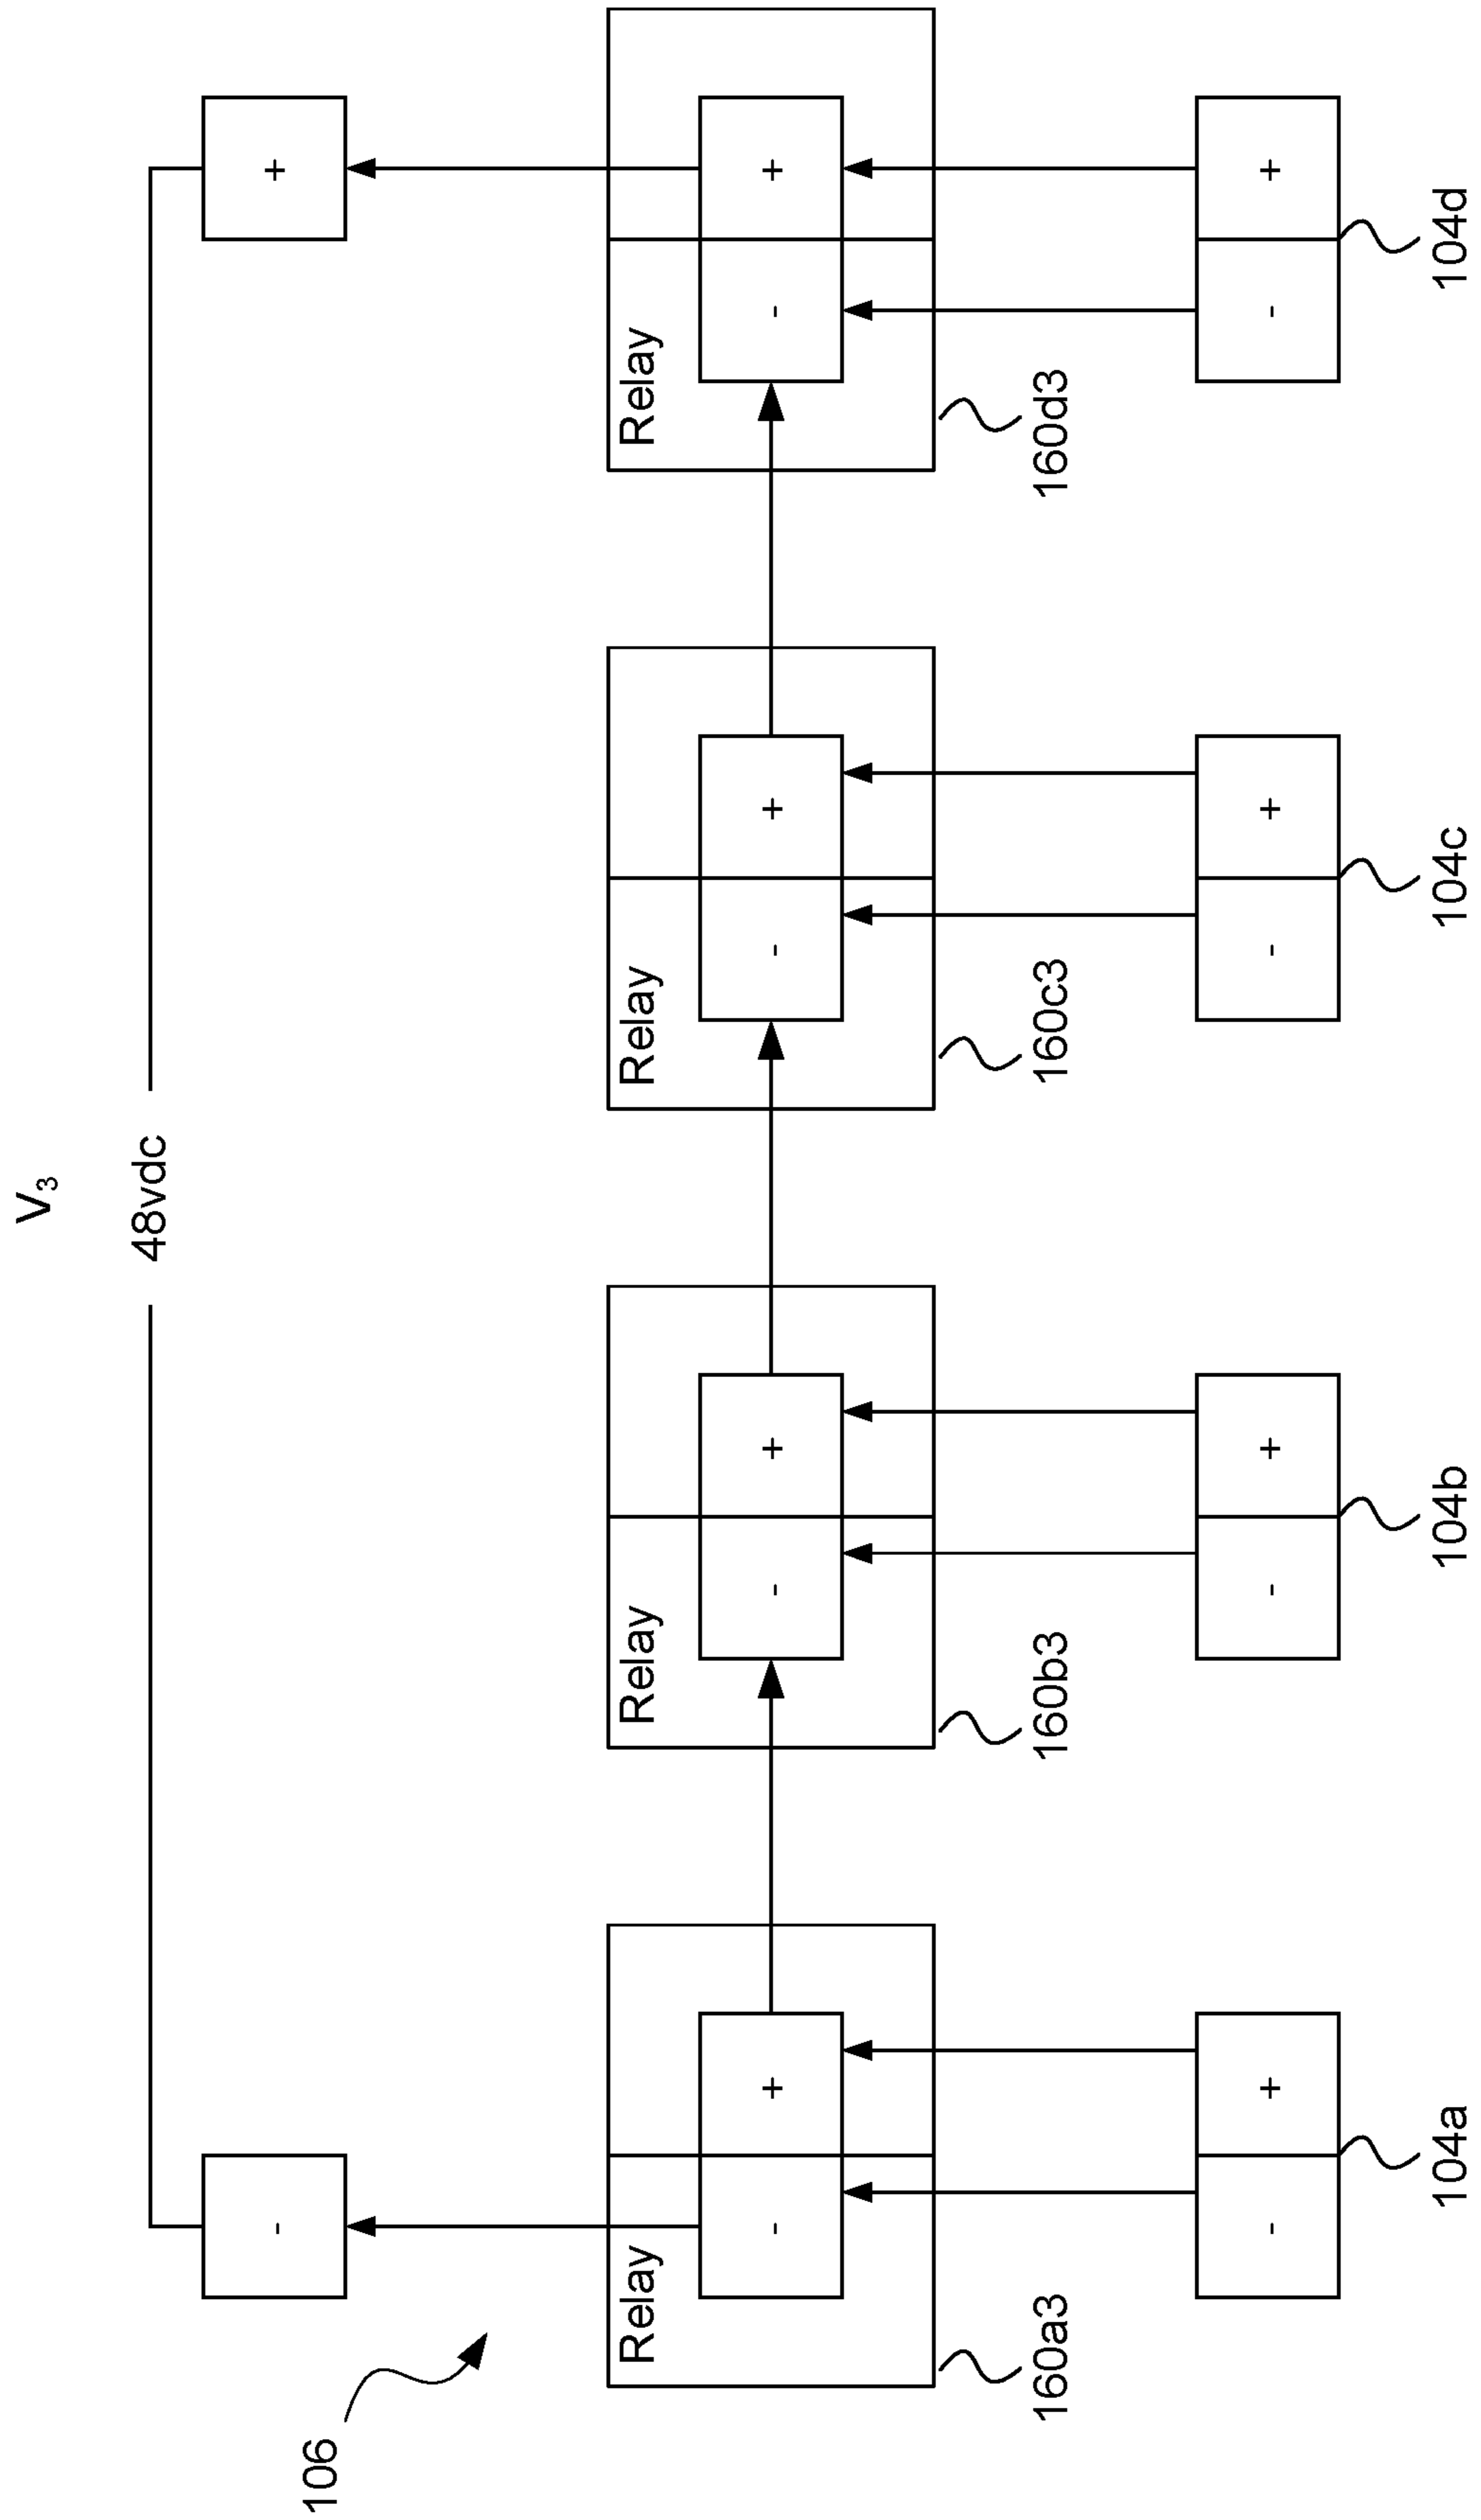 V₃
48vdc
- +
106
Relay Relay Relay Relay
- + - + - + - +
160a3 160b3 160c3 160d3
- + - + - + - +
104a 104b 104c 104d